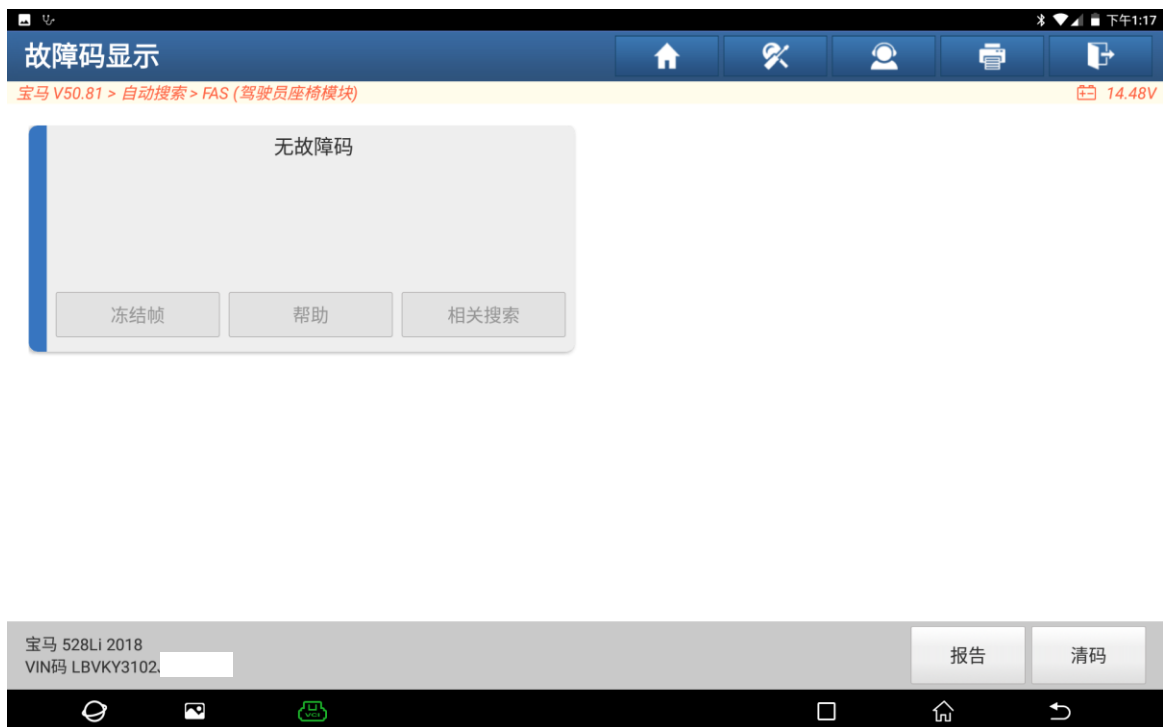 下午1:17
故障码显示
宝马 V50.81 > 自动搜索 > FAS (驾驶员座椅模块)
14.48V
无故障码
冻结帧
帮助
相关搜索
宝马 528Li 2018
VIN码 LBVKY3102
报告
清码
VCI